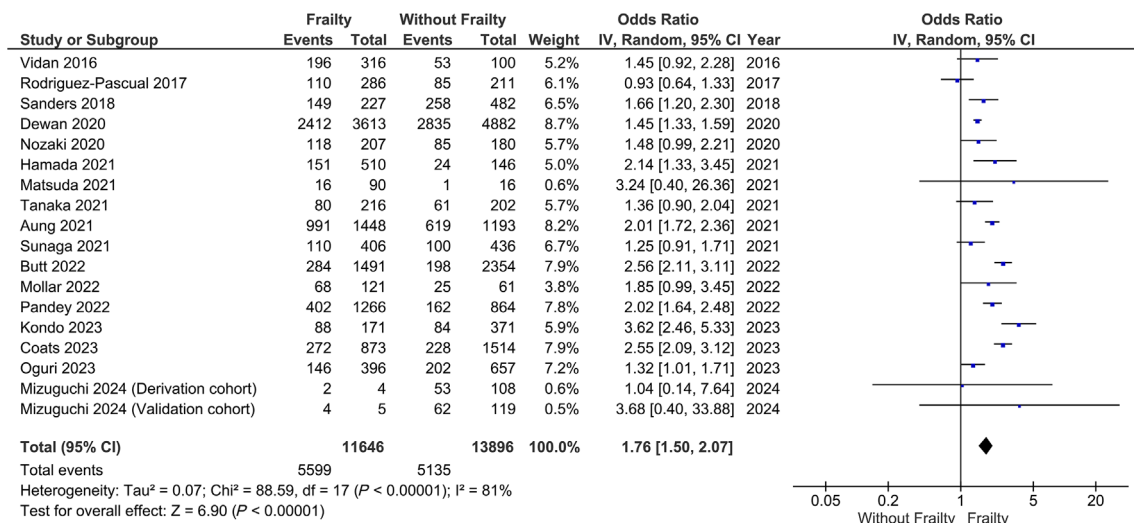 Frailty Without Frailty Odds Ratio Odds Ratio
Study or Subgroup Events Total Events Total Weight IV, Random, 95% CI Year IV, Random, 95% CI
Vidan 2016 196 316 53 100 5.2% 1.45 [0.92, 2.28] 2016
Rodriguez-Pascual 2017 110 286 85 211 6.1% 0.93 [0.64, 1.33] 2017
Sanders 2018 149 227 258 482 6.6% 1.66 [1.20, 2.30] 2018
Dewan 2020 2412 3613 2835 4882 8.7% 1.45 [1.33, 1.59] 2020
Nozaki 2020 118 207 85 180 5.7% 1.48 [0.99, 2.21] 2020
Hamada 2021 151 510 24 146 5.0% 2.14 [1.33, 3.45] 2021
Matsuda 2021 16 90 1 16 0.6% 3.24 [0.40, 26.36] 2021
Tanaka 2021 80 216 61 202 5.7% 1.36 [0.90, 2.04] 2021
Aung 2021 991 1448 619 1193 8.2% 2.01 [1.72, 2.36] 2021
Sunaga 2021 110 406 100 436 6.6% 1.25 [0.91, 1.71] 2021
Butt 2022 284 1491 198 2354 7.9% 2.56 [2.11, 3.11] 2022
Mollar 2022 68 121 25 61 3.8% 1.85 [0.99, 3.45] 2022
Pandey 2022 402 1266 162 864 7.8% 2.02 [1.64, 2.48] 2022
Kondo 2023 88 171 84 371 5.9% 3.62 [2.46, 5.33] 2023
Coats 2023 272 873 228 1514 7.9% 2.55 [2.09, 3.12] 2023
Oguri 2023 146 396 202 657 7.2% 1.32 [1.01, 1.71] 2023
Mizuguchi 2024 (Derivation cohort) 2 4 53 108 0.6% 1.04 [0.14, 7.64] 2024
Mizuguchi 2024 (Validation cohort) 4 5 62 119 0.5% 3.68 [0.40, 33.88] 2024
Total (95% CI) 11646 13896 100.0% 1.76 [1.50, 2.07]
Total events 5599 5135
Heterogeneity: Tau² = 0.07; Chi² = 88.59, df = 17 (P < 0.00001); I² = 81%
Test for overall effect: Z = 6.90 (P < 0.00001)
0.05 0.2 1 5 20
Without Frailty Frailty